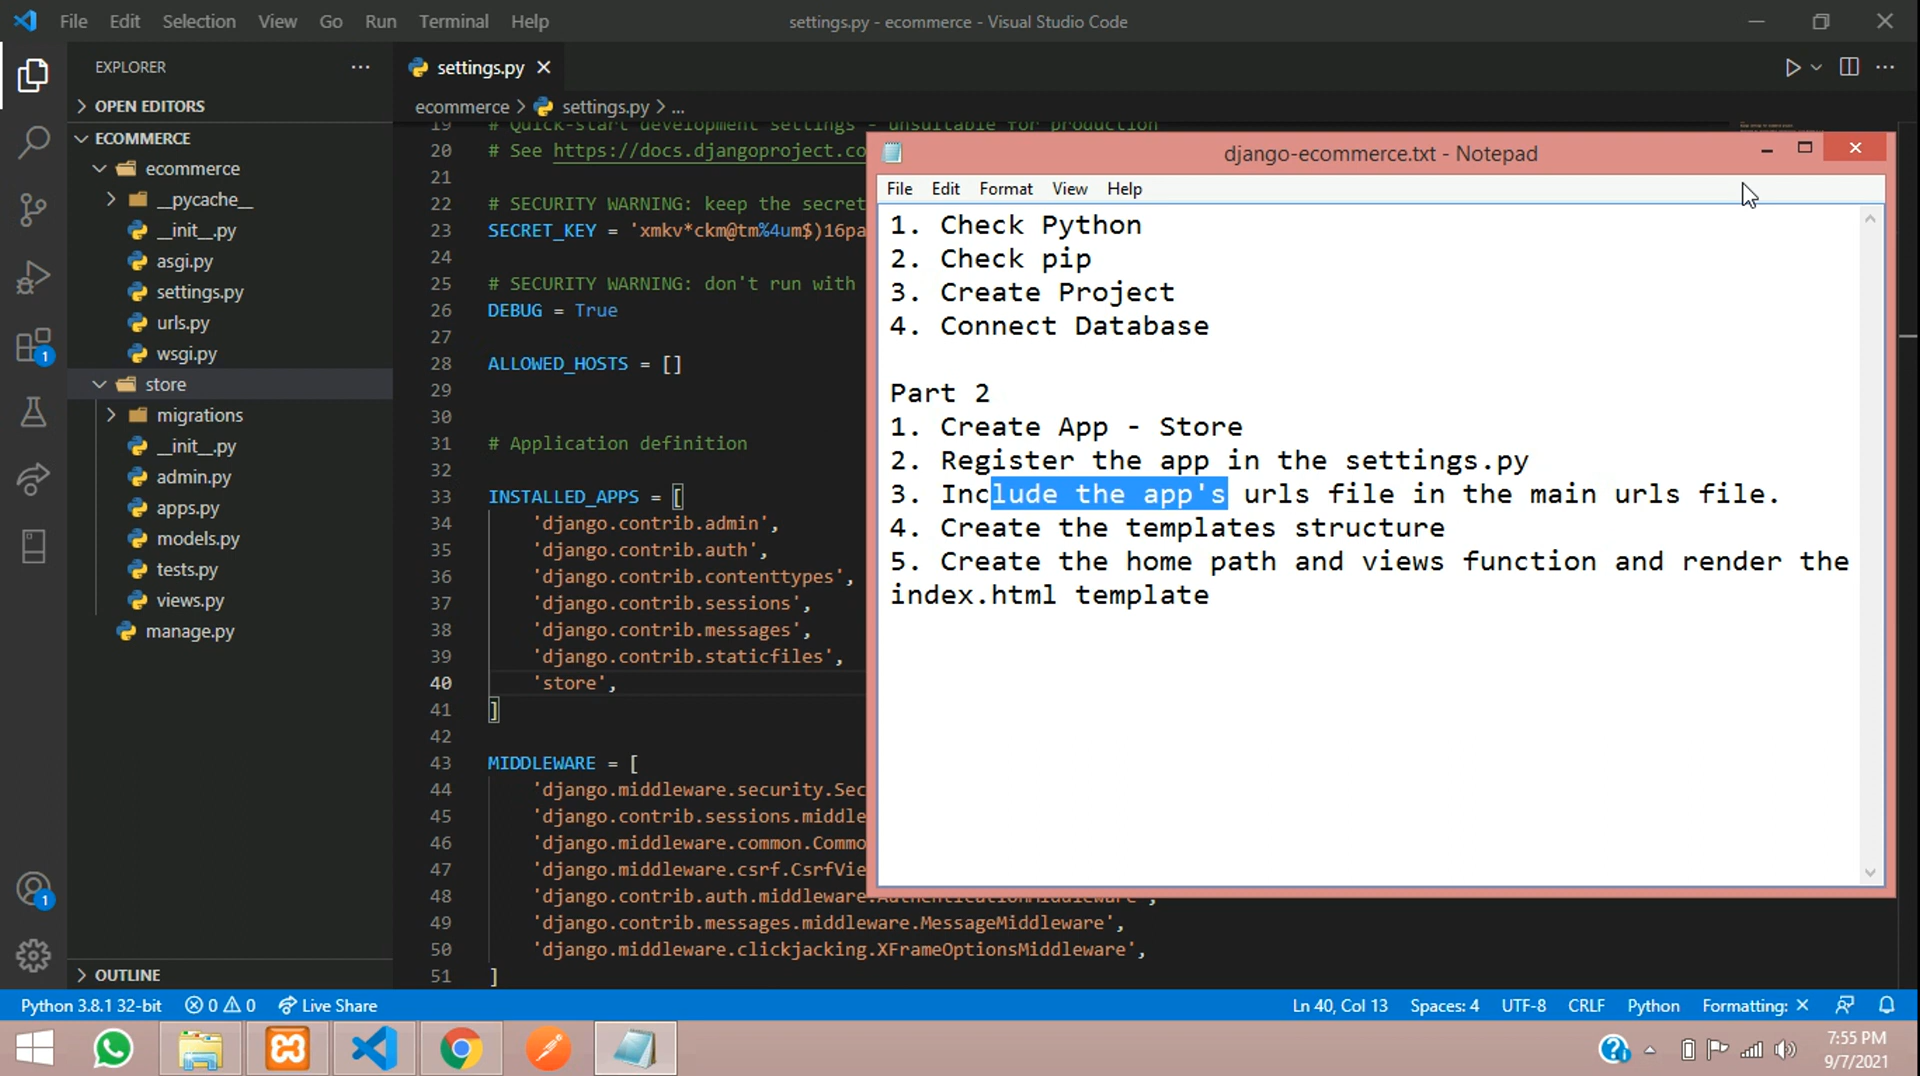 File Edit Selection View Go Run Terminal Help
settings.py - ecommerce - Visual Studio Code
EXPLORER
OPEN EDITORS
ECOMMERCE
ecommerce
__pycache__
__init__.py
asgi.py
settings.py
urls.py
wsgi.py
store
migrations
__init__.py
admin.py
apps.py
models.py
tests.py
views.py
manage.py
OUTLINE
settings.py
ecommerce > settings.py > ...
19 # Quick-start development settings - unsuitable for production
20 # See https://docs.djangoproject.co
21
22 # SECURITY WARNING: keep the secret
23 SECRET_KEY = 'xmkv*ckm@tm%4um$)16pa
24
25 # SECURITY WARNING: don't run with
26 DEBUG = True
27
28 ALLOWED_HOSTS = []
29
30
31 # Application definition
32
33 INSTALLED_APPS = [
34 'django.contrib.admin',
35 'django.contrib.auth',
36 'django.contrib.contenttypes',
37 'django.contrib.sessions',
38 'django.contrib.messages',
39 'django.contrib.staticfiles',
40 'store',
41 ]
42
43 MIDDLEWARE = [
44 'django.middleware.security.Sec
45 'django.contrib.sessions.middle
46 'django.middleware.common.Commo
47 'django.middleware.csrf.CsrfVie
48 'django.contrib.auth.middleware.AuthenticationMiddleware',
49 'django.contrib.messages.middleware.MessageMiddleware',
50 'django.middleware.clickjacking.XFrameOptionsMiddleware',
51 ]
django-ecommerce.txt - Notepad
File Edit Format View Help
1. Check Python
2. Check pip
3. Create Project
4. Connect Database
Part 2
1. Create App - Store
2. Register the app in the settings.py
3. Include the app's urls file in the main urls file.
4. Create the templates structure
5. Create the home path and views function and render the
index.html template
1
1
Python 3.8.1 32-bit 0 0 Live Share
Ln 40, Col 13 Spaces: 4 UTF-8 CRLF Python Formatting: ×
7:55 PM
9/7/2021